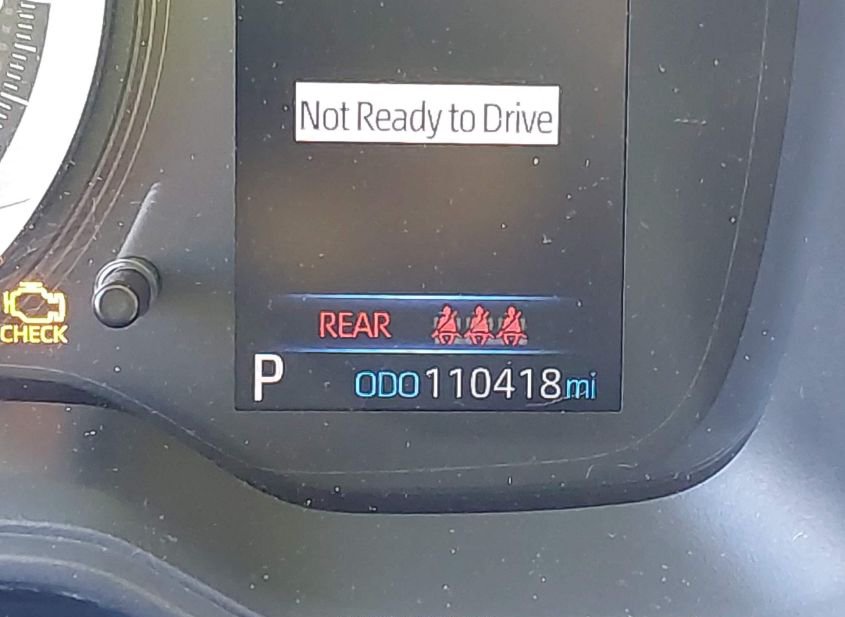 Not Ready to Drive
CHECK
REAR
P ODO 110418 mi